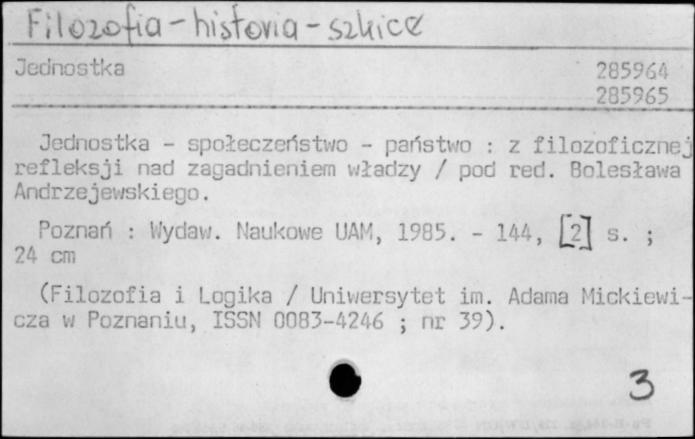 Filozofia - historia - szkice
Jednostka 285964
285965
Jednostka - społeczeństwo - państwo : z filozoficznej
refleksji nad zagadnieniem władzy / pod red. Bolesława
Andrzejewskiego.
Poznań : Wydaw. Naukowe UAM, 1985. - 144, [2] s. ;
24 cm
(Filozofia i Logika / Uniwersytet im. Adama Mickiewi-
cza w Poznaniu, ISSN 0083-4246 ; nr 39).
3